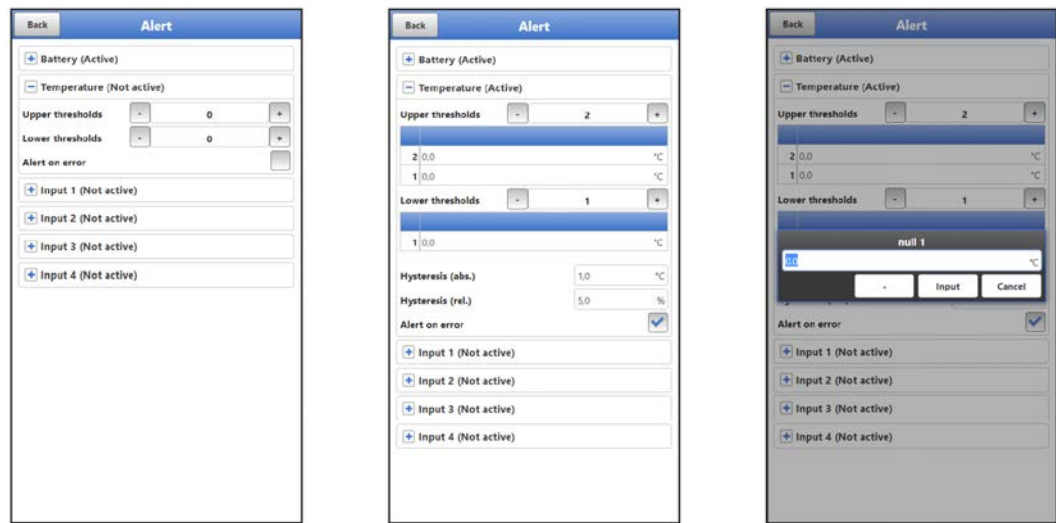 Back Alert
+ Battery (Active)
- Temperature (Not active)
Upper thresholds - 0 +
Lower thresholds - 0 +
Alert on error
+ Input 1 (Not active)
+ Input 2 (Not active)
+ Input 3 (Not active)
+ Input 4 (Not active)
Back Alert
+ Battery (Active)
- Temperature (Active)
Upper thresholds - 2 +
2 0,0 °C
1 0,0 °C
Lower thresholds - 1 +
1 0,0 °C
Hysteresis (abs.) 1,0 °C
Hysteresis (rel.) 5,0 %
Alert on error
+ Input 1 (Not active)
+ Input 2 (Not active)
+ Input 3 (Not active)
+ Input 4 (Not active)
Back Alert
+ Battery (Active)
- Temperature (Active)
Upper thresholds - 2 +
2 0,0 °C
1 0,0 °C
Lower thresholds - 1 +
null 1
0,0 °C
- Input Cancel
Alert on error
+ Input 1 (Not active)
+ Input 2 (Not active)
+ Input 3 (Not active)
+ Input 4 (Not active)